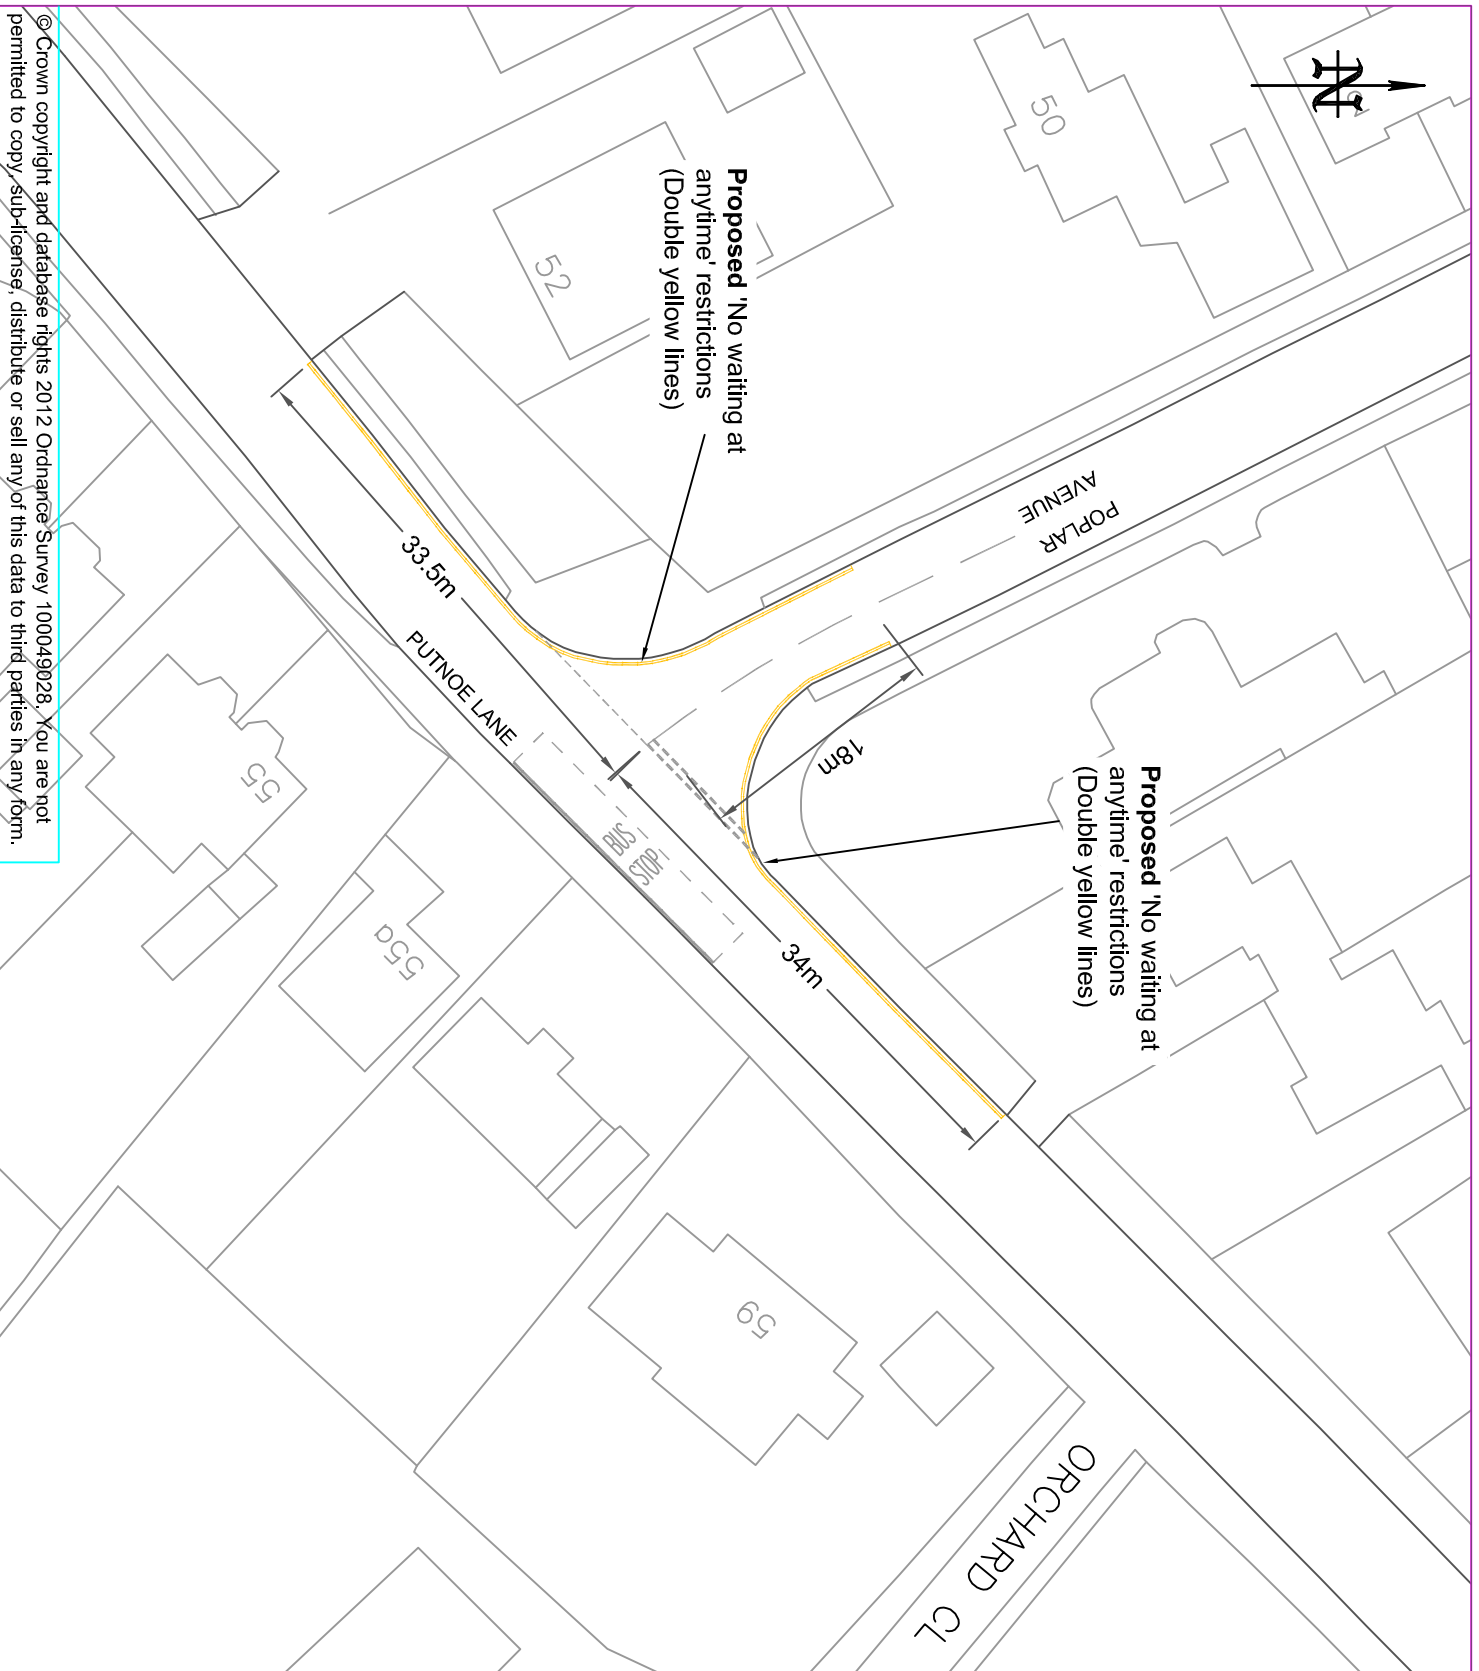 N
50
52
Proposed 'No waiting at
anytime' restrictions
(Double yellow lines)
POPLAR
AVENUE
33.5m
PUTNOE LANE
18m
Proposed 'No waiting at
anytime' restrictions
(Double yellow lines)
BUS
STOP
34m
55
55a
59
ORCHARD CL
© Crown copyright and database rights 2012 Ordnance Survey 100049028. You are not
permitted to copy, sub-license, distribute or sell any of this data to third parties in any form.